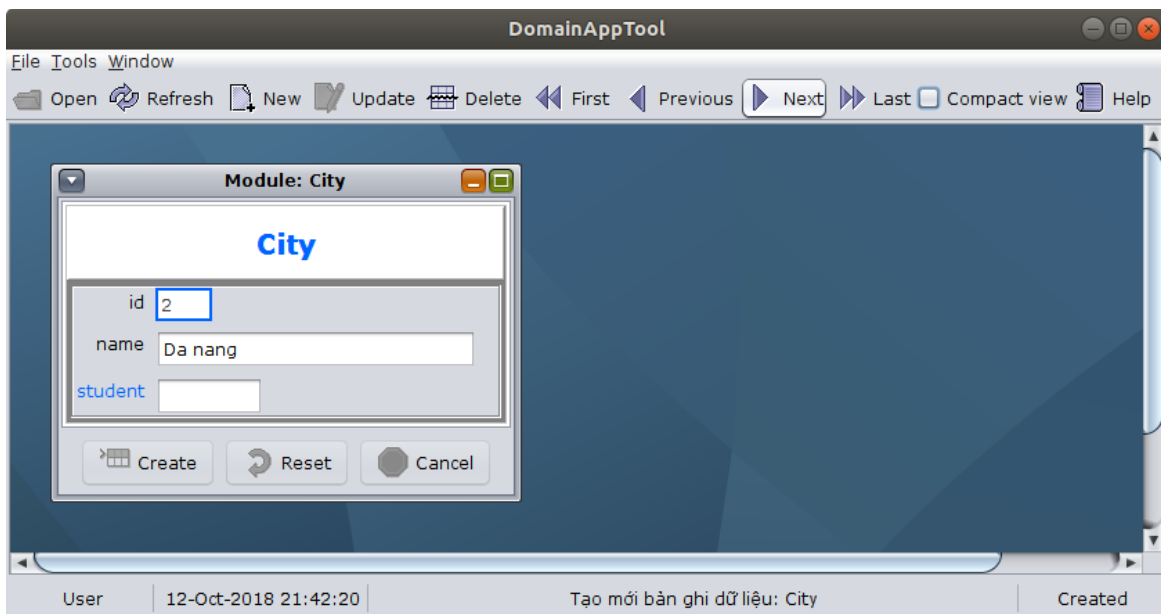 DomainAppTool
File Tools Window
Open Refresh New Update Delete First Previous Next Last Compact view Help
Module: City
City
id 2
name Da nang
student
Create Reset Cancel
User 12-Oct-2018 21:42:20 Tạo mới bản ghi dữ liệu: City Created